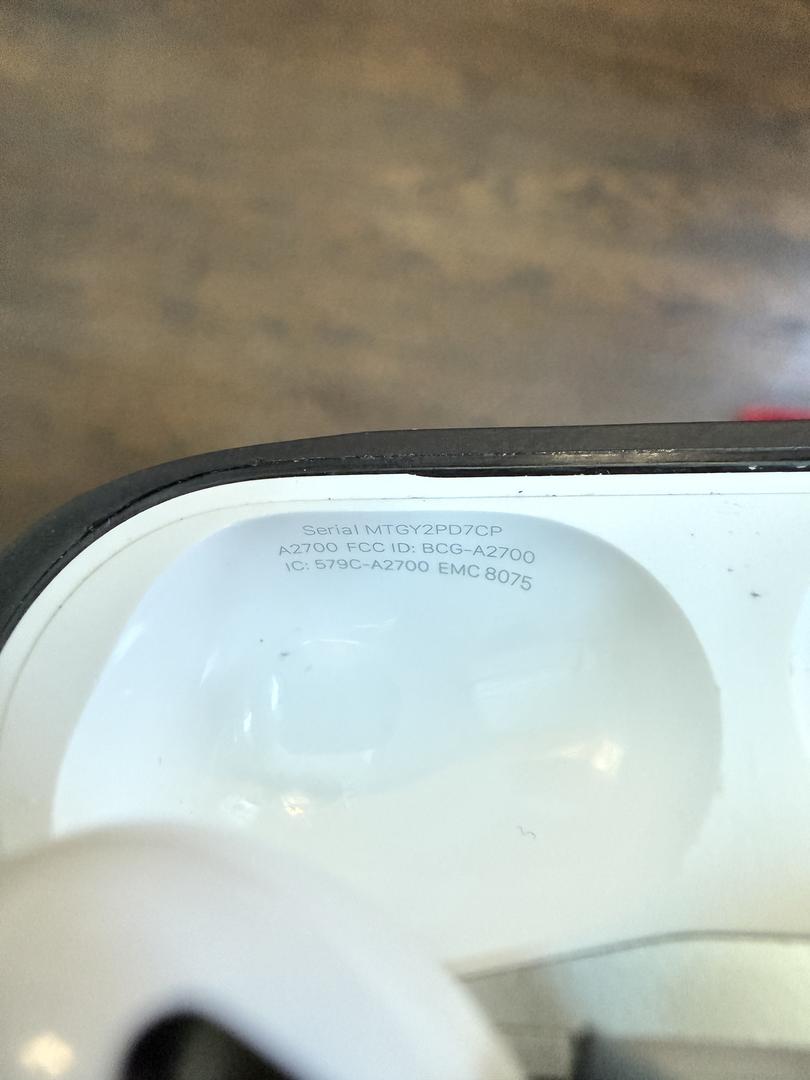 Serial MTGY2PD7CP
A2700 FCC ID: BCG-A2700
IC: 579C-A2700 EMC 8075